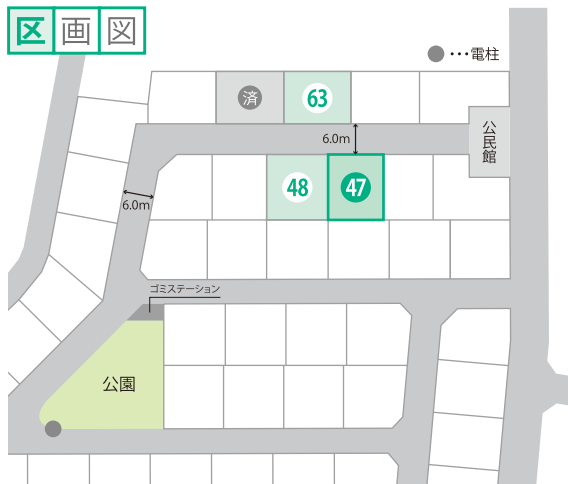 区画図
●・・・電柱
済
63
6.0m
公民館
48
47
6.0m
ゴミステーション
公園